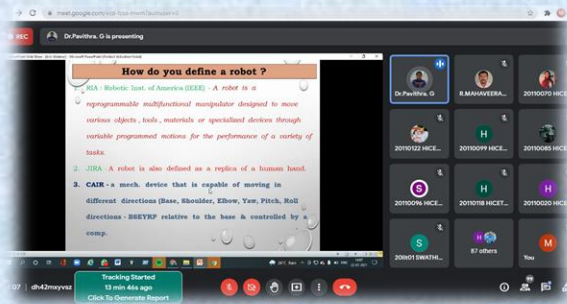 meet.google.com/
REC
Dr.Pavithra. G is presenting
How do you define a robot ?
RIA : Robotic Inst. of America (IEEE) - A robot is a
reprogrammable multifunctional manipulator designed to move
various objects , tools , materials or specialized devices through
variable programmed motions for the performance of a variety of
tasks.
2. JIRA - A robot is also defined as a replica of a human hand.
3. CAIR - a mech. device that is capable of moving in
different directions (Base, Shoulder, Elbow, Yaw, Pitch, Roll
directions - BSEYRP relative to the base & controlled by a
comp.
Dr.Pavithra. G
R.MAHAVEERA...
20110070 HICE
20110122 HICE...
20110099 HICE...
20110085 HICE
20110096 HICE...
20110118 HICET...
20110020 HICE
SWATHI...
87 others
You
:07
dh42mxyvsz
Tracking Started
13 min 44s ago
Click To Generate Report